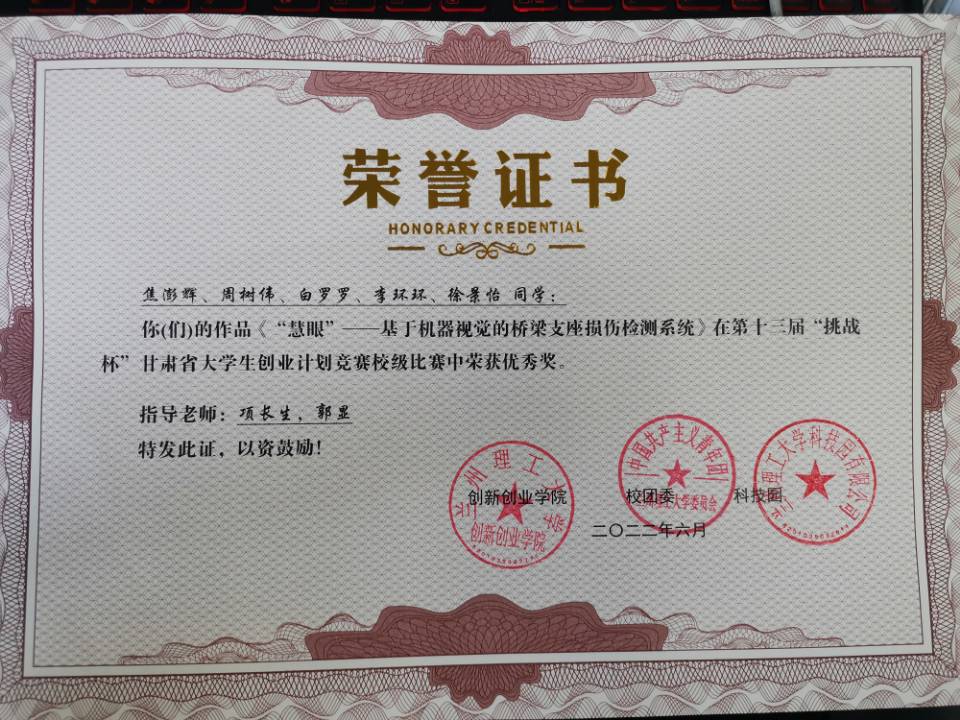 荣誉证书
HONORARY CREDENTIAL
焦澎辉、周树伟、白罗罗、李环环、徐景怡 同学：
你(们)的作品《“慧眼”——基于机器视觉的桥梁支座损伤检测系统》在第十三届“挑战
杯”甘肃省大学生创业计划竞赛校级比赛中荣获优秀奖。
指导老师：项长生，郭显
特发此证，以资鼓励！
创新创业学院 校团委 科技园
二〇二二年六月
兰州理工大学
创新创业学院
中国共产主义青年团
兰州理工大学委员会
兰州理工大学科技园有限公司